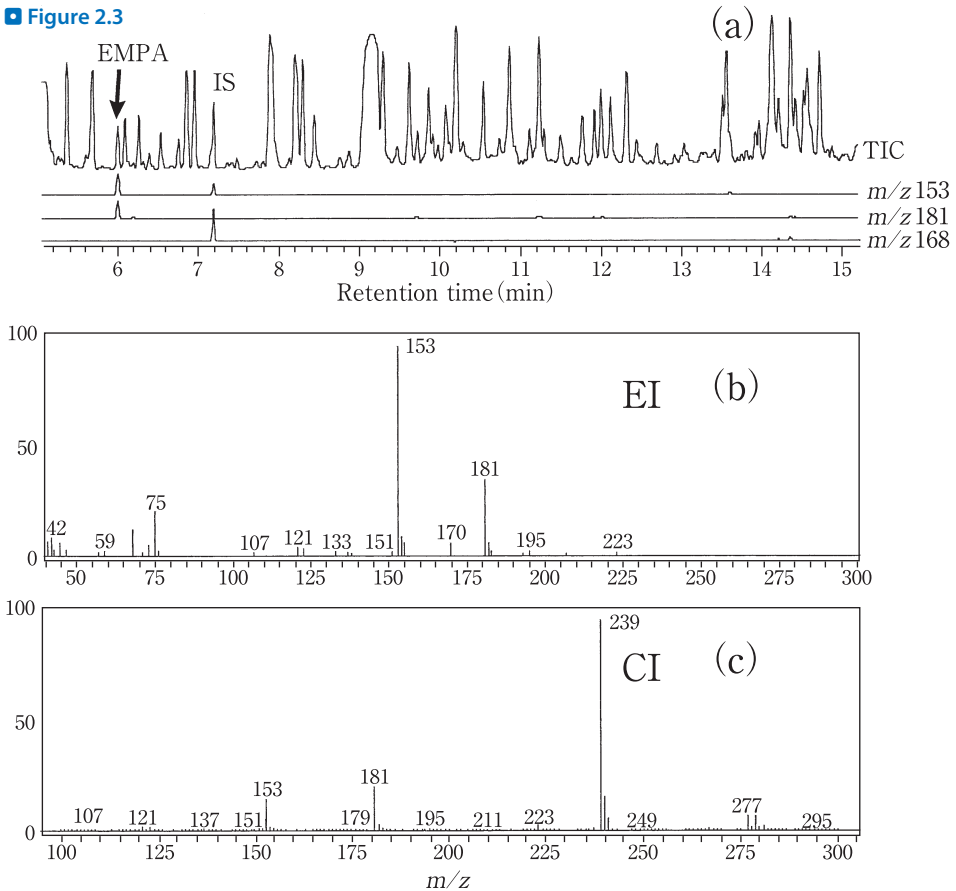 Figure 2.3
(a)
EMPA
IS
TIC
m/z 153
m/z 181
m/z 168
6 7 8 9 10 11 12 13 14 15
Retention time (min)
100
153
EI (b)
50
181
75
42 59 107 121 133 151 170 195 223
0
50 75 100 125 150 175 200 225 250 275 300
100
239
CI (c)
50
181
153
107 121 137 151 179 195 211 223 249 277 295
0
100 125 150 175 200 225 250 275 300
m/z